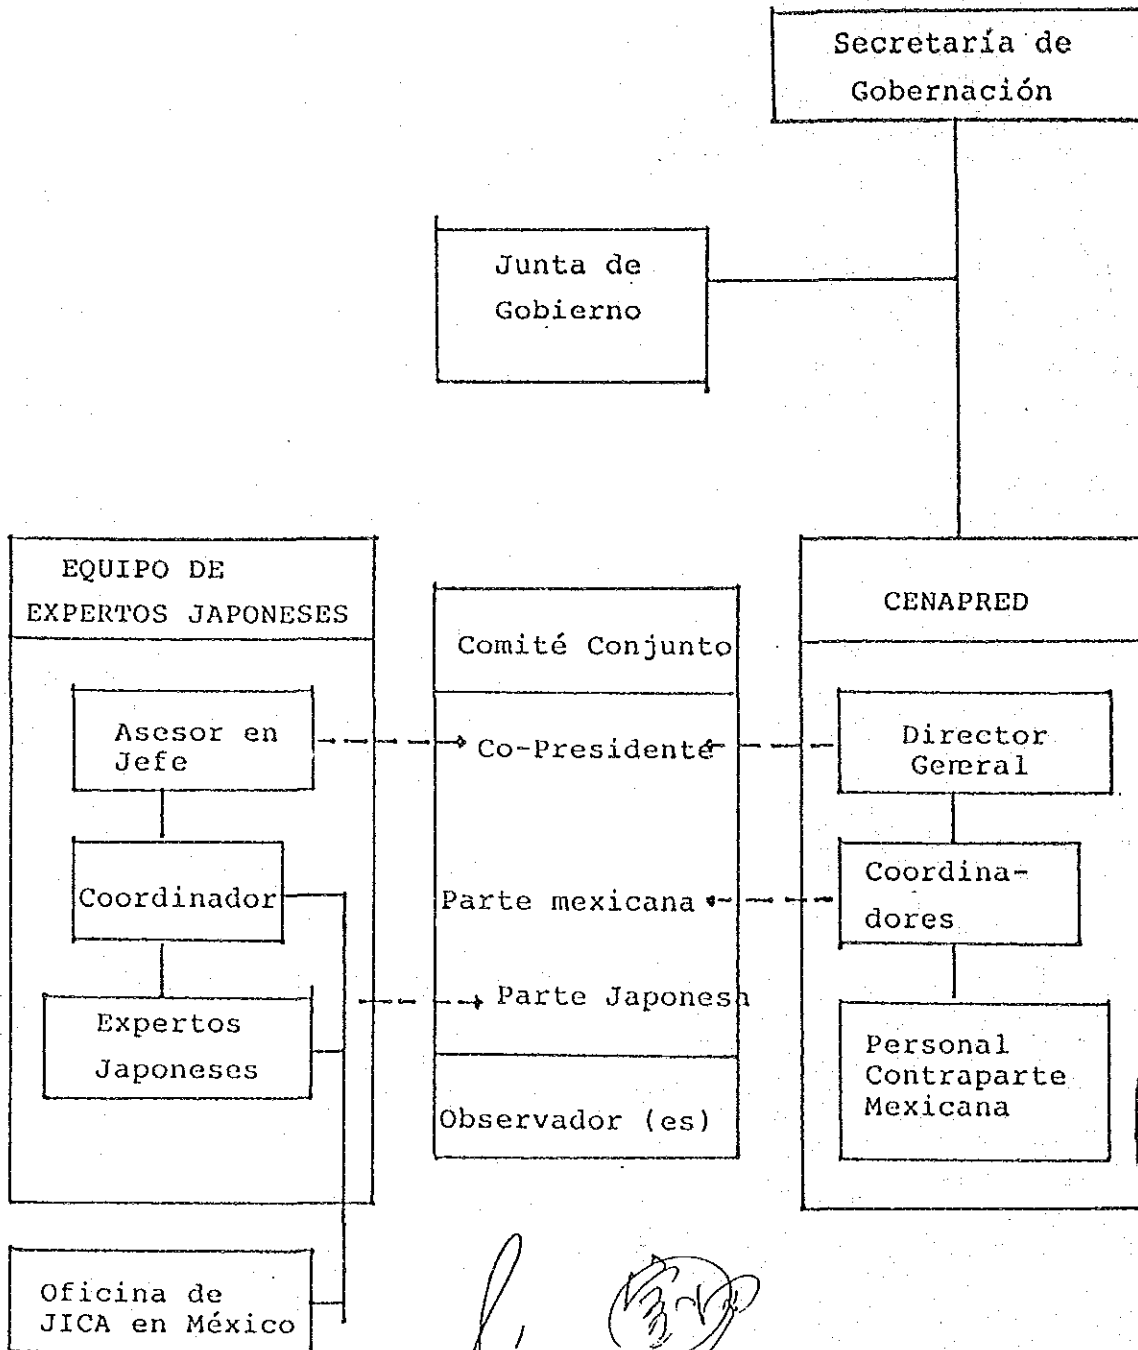 Secretaría de
Gobernación
Junta de
Gobierno
EQUIPO DE
EXPERTOS JAPONESES
Asesor en
Jefe
Coordinador
Expertos
Japoneses
Oficina de
JICA en México
Comité Conjunto
Co-Presidente
Parte mexicana
Parte Japonesa
Observador (es)
CENAPRED
Director
General
Coordina-
dores
Personal
Contraparte
Mexicana